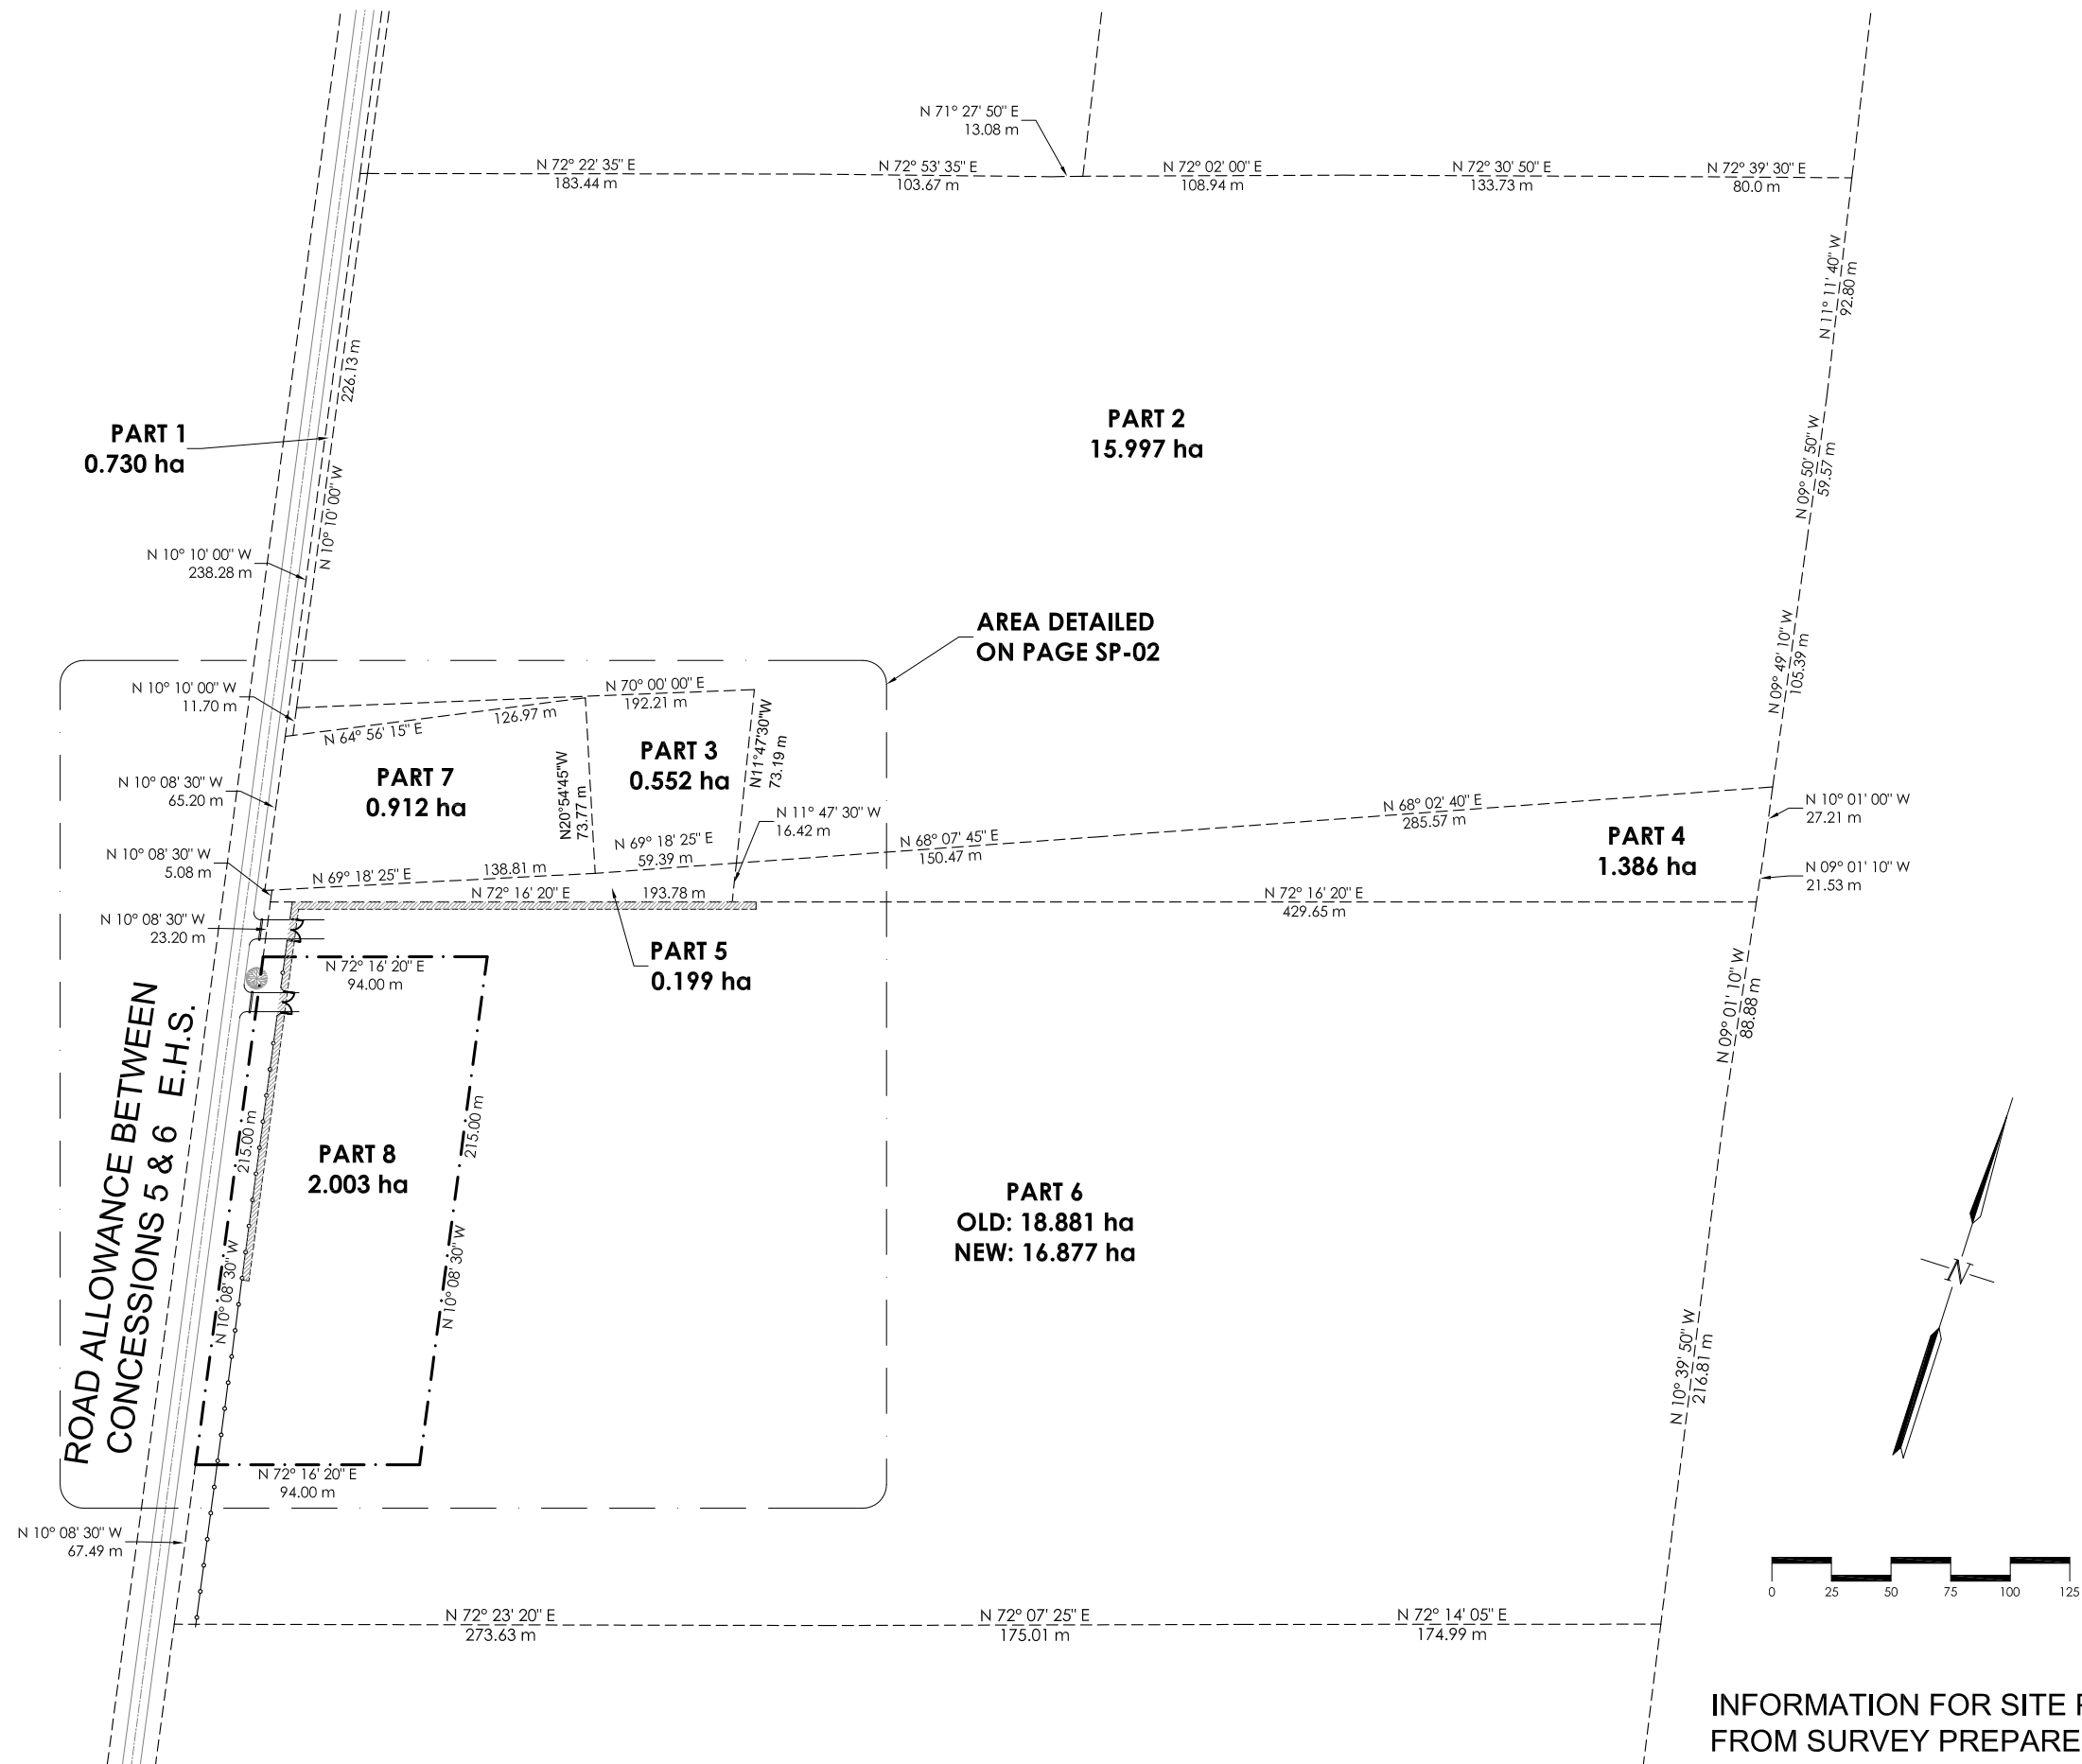 N 71° 27' 50" E
13.08 m
N 72° 22' 35" E
183.44 m
N 72° 53' 35" E
103.67 m
N 72° 02' 00" E
108.94 m
N 72° 30' 50" E
133.73 m
N 72° 39' 30" E
80.0 m
N 11° 11' 40" W
92.80 m
226.13 m
N 10° 10' 00" W
PART 1
0.730 ha
PART 2
15.997 ha
N 09° 50' 50" W
59.57 m
N 10° 10' 00" W
238.28 m
AREA DETAILED
ON PAGE SP-02
N 09° 49' 10" W
105.39 m
N 10° 10' 00" W
11.70 m
N 70° 00' 00" E
192.21 m
N 64° 56' 15" E
126.97 m
N11°47'30"W
73.19 m
PART 3
0.552 ha
PART 7
0.912 ha
N20°54'45"W
73.77 m
N 10° 08' 30" W
65.20 m
N 11° 47' 30" W
16.42 m
N 68° 02' 40" E
285.57 m
N 10° 01' 00" W
27.21 m
PART 4
1.386 ha
N 68° 07' 45" E
150.47 m
N 69° 18' 25" E
59.39 m
N 10° 08' 30" W
5.08 m
N 69° 18' 25" E
138.81 m
N 09° 01' 10" W
21.53 m
N 72° 16' 20" E
193.78 m
N 72° 16' 20" E
429.65 m
N 10° 08' 30" W
23.20 m
PART 5
0.199 ha
N 72° 16' 20" E
94.00 m
N 09° 01' 10" W
88.88 m
ROAD ALLOWANCE BETWEEN
CONCESSIONS 5 & 6 E.H.S.
215.00 m
N 10° 08' 30" W
215.00 m
N 10° 08' 30" W
PART 8
2.003 ha
PART 6
OLD: 18.881 ha
NEW: 16.877 ha
N
N 10° 39' 50" W
216.81 m
N 72° 16' 20" E
94.00 m
N 10° 08' 30" W
67.49 m
0 25 50 75 100 125
N 72° 23' 20" E
273.63 m
N 72° 07' 25" E
175.01 m
N 72° 14' 05" E
174.99 m
INFORMATION FOR SITE P
FROM SURVEY PREPARE